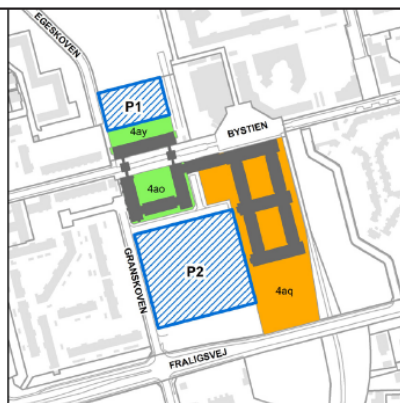 EGESKOVEN
P1
4ay
BYSTIEN
4ao
GRANSKOVEN
P2
4aq
FRALIGSVEJ